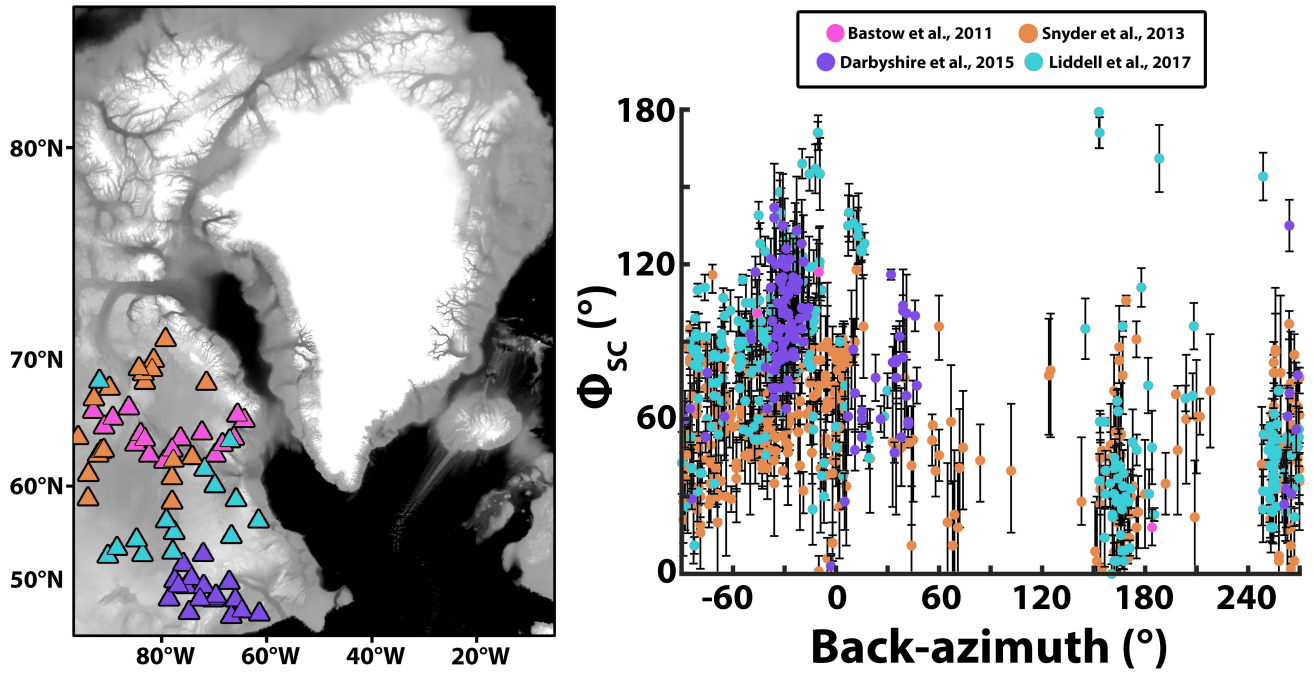 80°N
70°N
60°N
50°N
80°W 60°W 40°W 20°W
Bastow et al., 2011 Snyder et al., 2013
Darbyshire et al., 2015 Liddell et al., 2017
180
120
60
0
ΦSC (°)
-60 0 60 120 180 240
Back-azimuth (°)